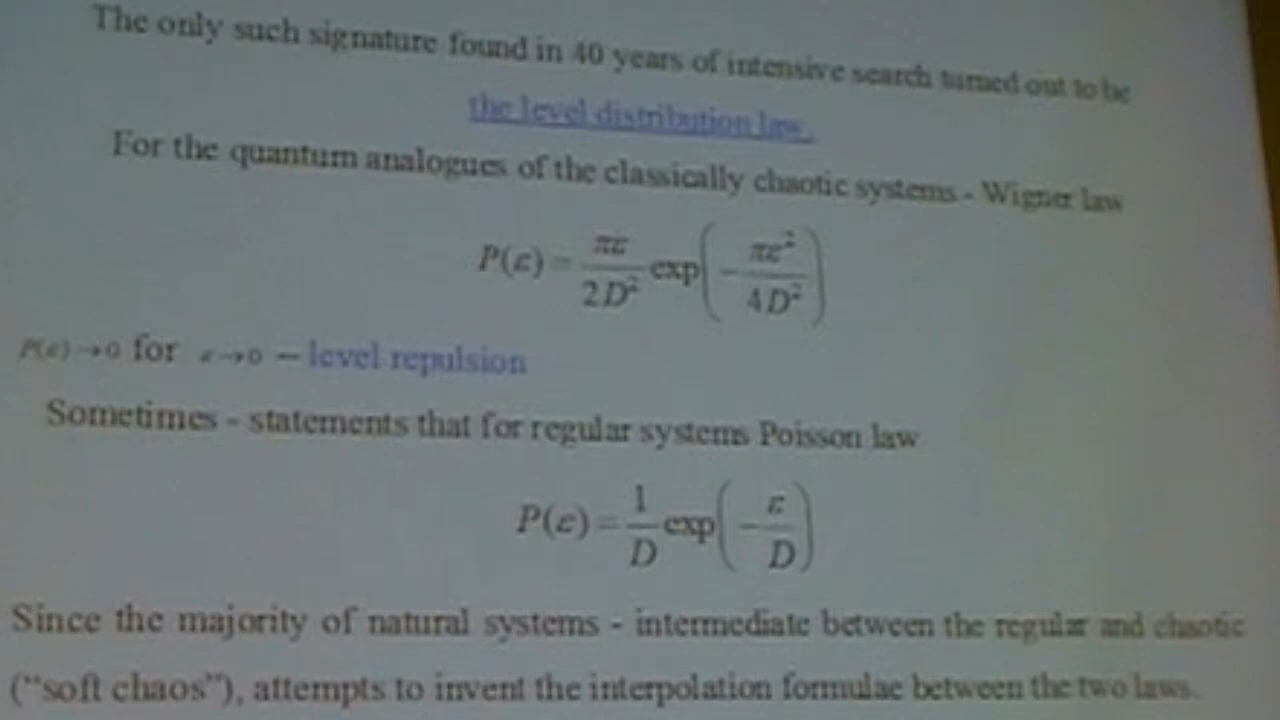 The only such signature found in 40 years of intensive search turned out to be
the level distribution law.
For the quantum analogues of the classically chaotic systems - Wigner law
P(ε) = πε/2D² exp(-πε²/4D²)
P(ε)→0 for ε→0 – level repulsion
Sometimes - statements that for regular systems Poisson law
P(ε) = 1/D exp(-ε/D)
Since the majority of natural systems - intermediate between the regular and chaotic
("soft chaos"), attempts to invent the interpolation formulae between the two laws.